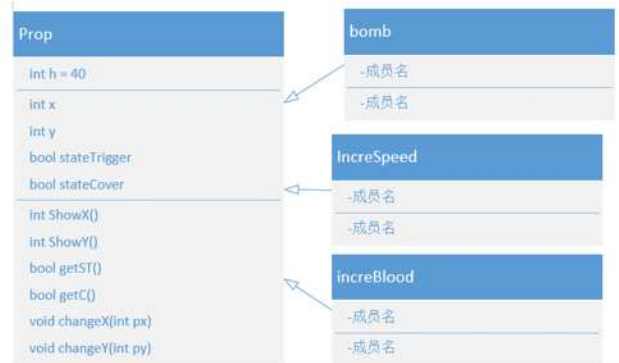 Prop
int h = 40
int x
int y
bool stateTrigger
bool stateCover
int ShowX()
int ShowY()
bool getST()
bool getC()
void changeX(int px)
void changeY(int py)
bomb
-成员名
-成员名
IncreSpeed
-成员名
-成员名
increBlood
-成员名
-成员名